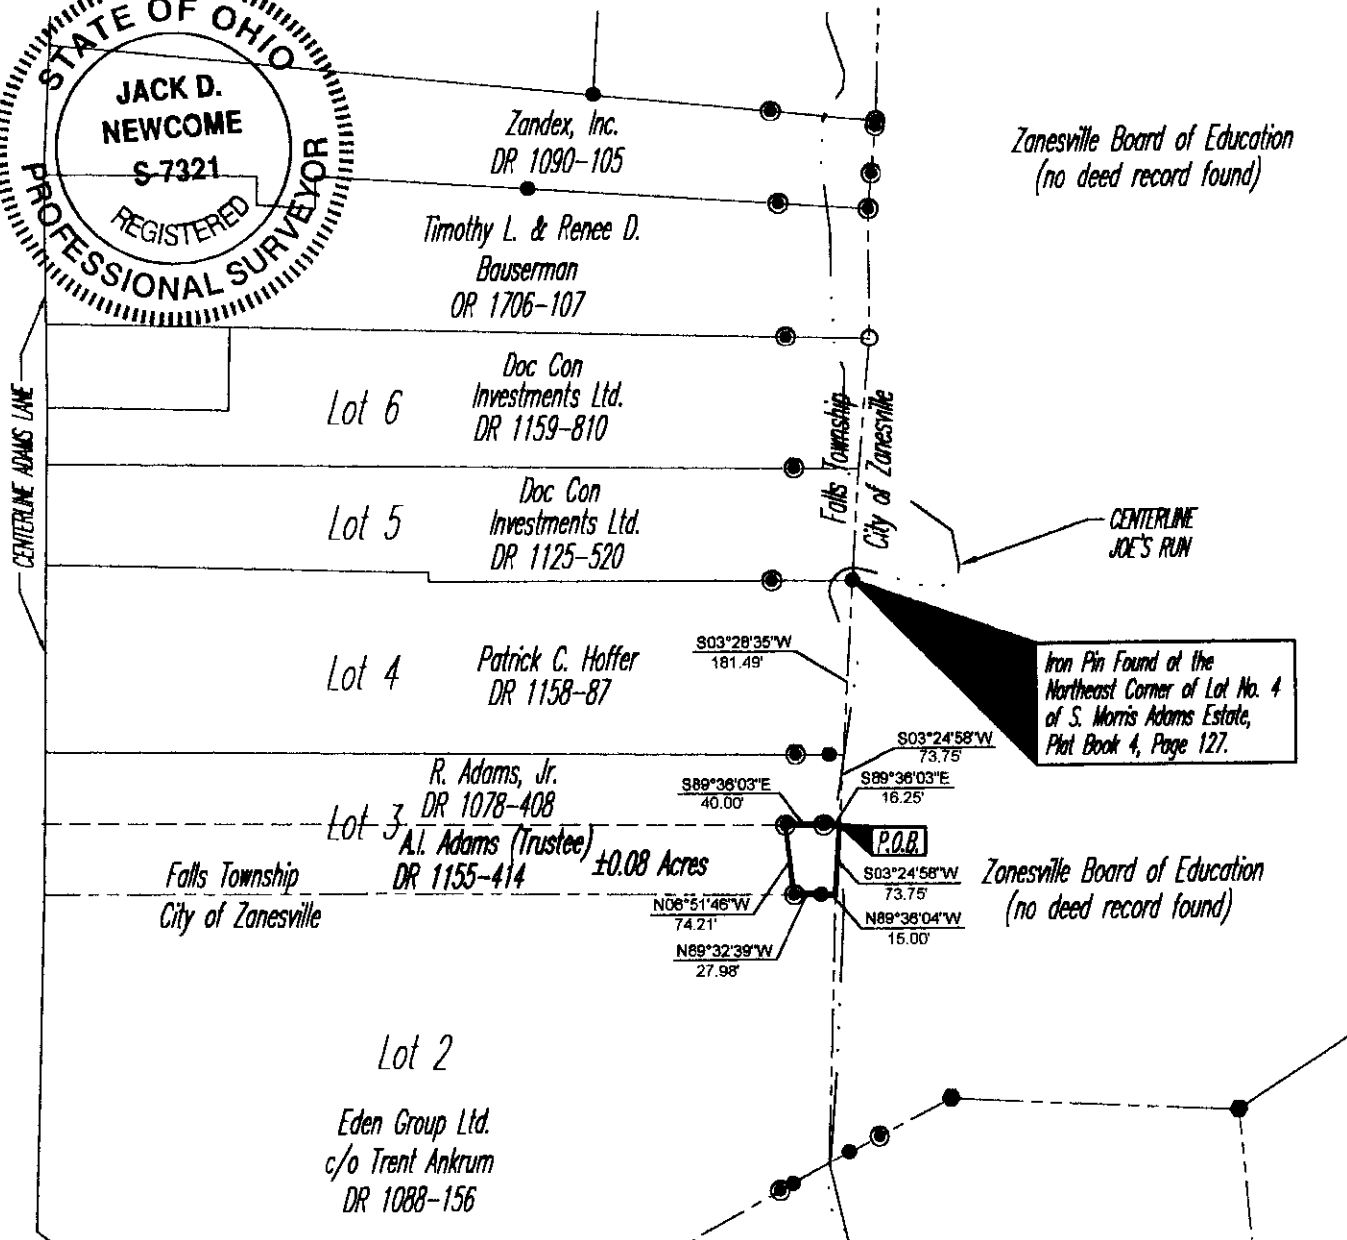 STATE OF OHIO
JACK D.
NEWCOME
S-7321
REGISTERED
PROFESSIONAL SURVEYOR
Zandex, Inc.
DR 1090-105
Zanesville Board of Education
(no deed record found)
Timothy L. & Renee D.
Bauserman
OR 1706-107
CENTERLINE ADAMS LANE
Lot 6
Doc Con
Investments Ltd.
DR 1159-810
Falls Township
City of Zanesville
Lot 5
Doc Con
Investments Ltd.
DR 1125-520
CENTERLINE
JOE'S RUN
Lot 4
Patrick C. Hoffer
DR 1158-87
S03°28'35"W
181.49'
Iron Pin Found at the
Northeast Corner of Lot No. 4
of S. Morris Adams Estate,
Plat Book 4, Page 127.
S03°24'58"W
73.75'
R. Adams, Jr.
DR 1078-408
S89°36'03"E
40.00'
S89°36'03"E
16.25'
Lot 3
A.I. Adams (Trustee)
DR 1155-414
±0.08 Acres
P.O.B.
S03°24'58"W
73.75'
Zanesville Board of Education
(no deed record found)
Falls Township
City of Zanesville
N06°51'46"W
74.21'
N89°36'04"W
15.00'
N89°32'39"W
27.98'
Lot 2
Eden Group Ltd.
c/o Trent Ankrum
DR 1088-156